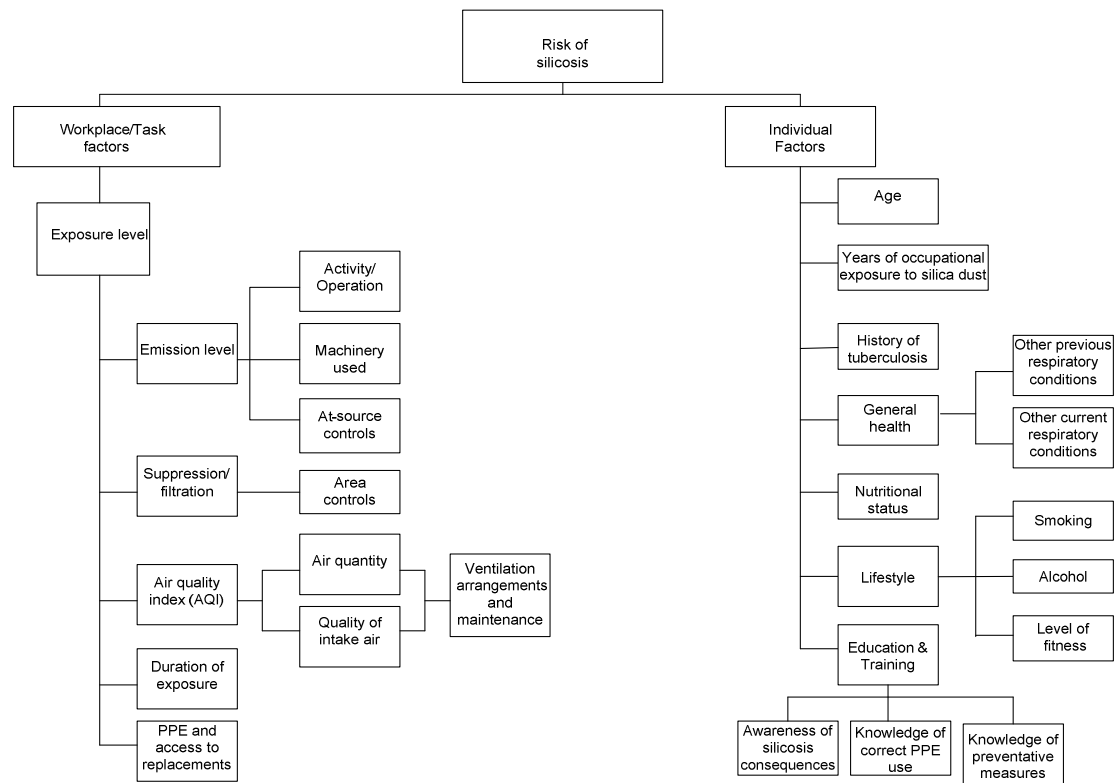 Risk of
silicosis
Workplace/Task
factors
Exposure level
Emission level
Activity/
Operation
Machinery
used
At-source
controls
Suppression/
filtration
Area
controls
Air quality
index (AQI)
Air quantity
Quality of
intake air
Ventilation
arrangements
and
maintenance
Duration of
exposure
PPE and
access to
replacements
Individual
Factors
Age
Years of occupational
exposure to silica dust
History of
tuberculosis
General
health
Other previous
respiratory
conditions
Other current
respiratory
conditions
Nutritional
status
Lifestyle
Smoking
Alcohol
Level of
fitness
Education &
Training
Awareness of
silicosis
consequences
Knowledge of
correct PPE
use
Knowledge of
preventative
measures